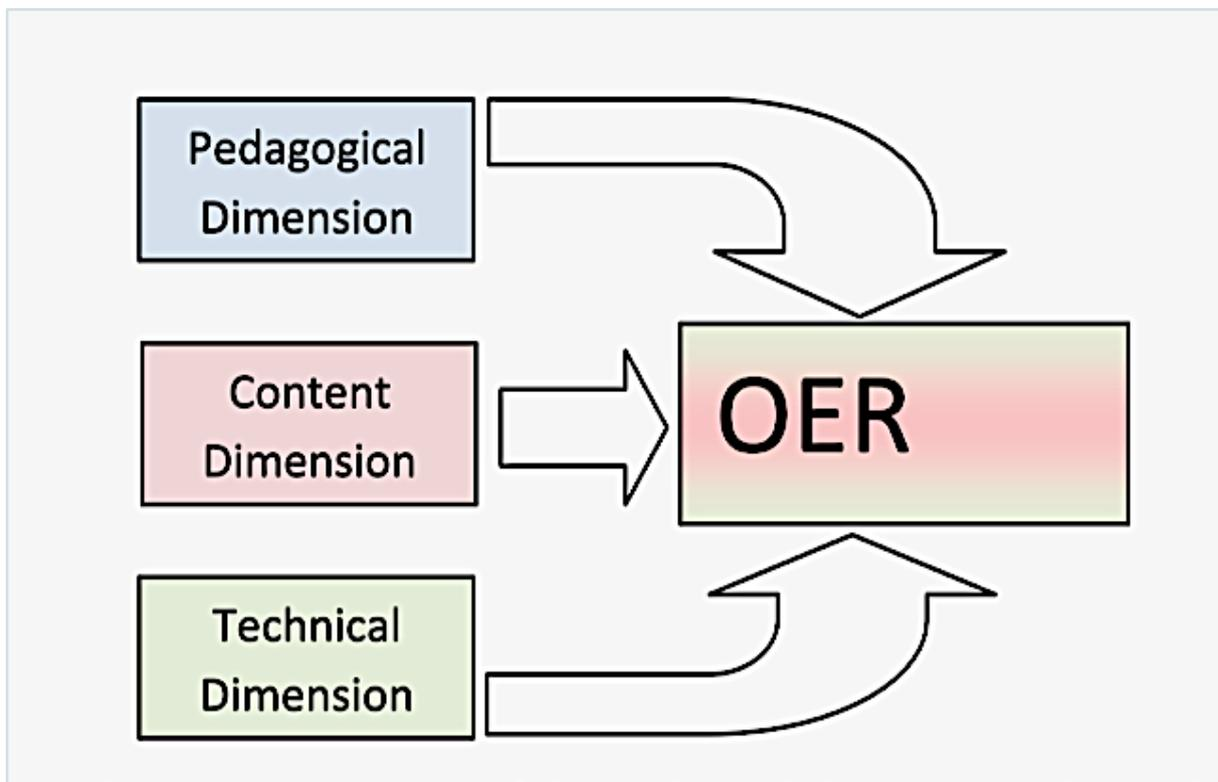 Pedagogical
Dimension
Content
Dimension
OER
Technical
Dimension